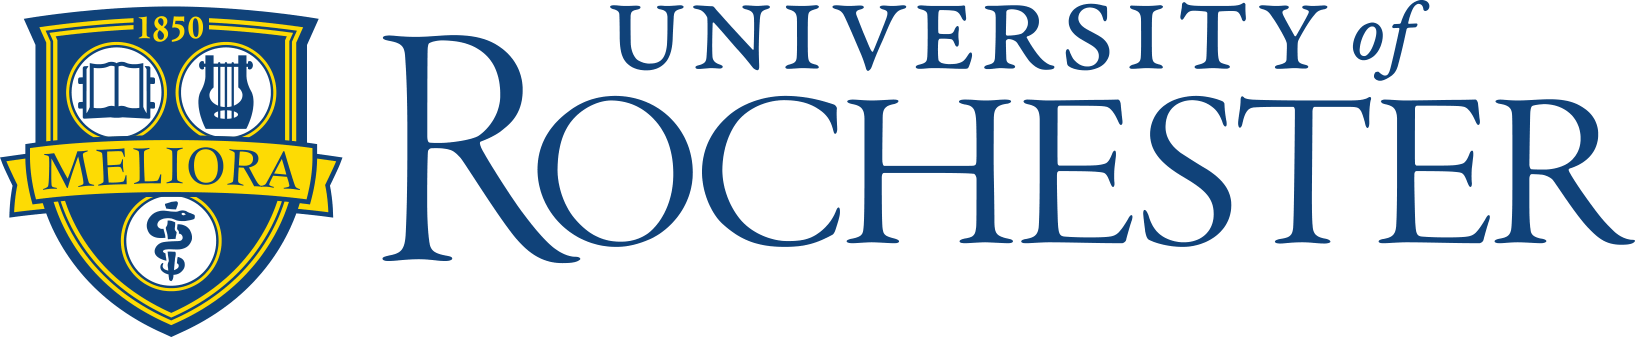 1850
MELIORA
UNIVERSITY of
ROCHESTER